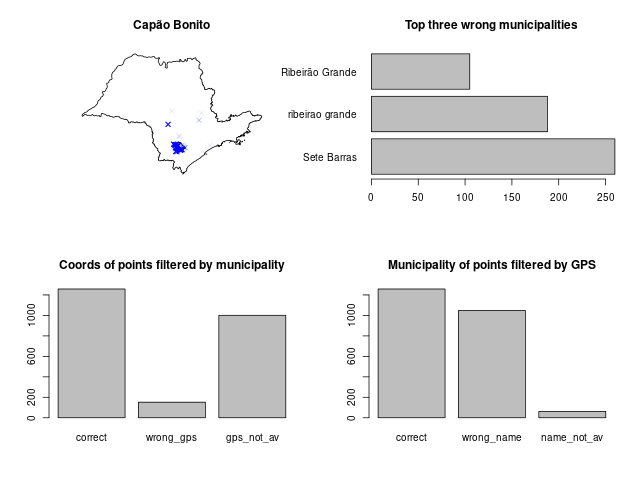 Capão Bonito
Top three wrong municipalities
Ribeirão Grande
ribeirao grande
Sete Barras
0 50 100 150 200 250
Coords of points filtered by municipality
0 200 600 1000
correct wrong_gps gps_not_av
Municipality of points filtered by GPS
0 200 600 1000
correct wrong_name name_not_av